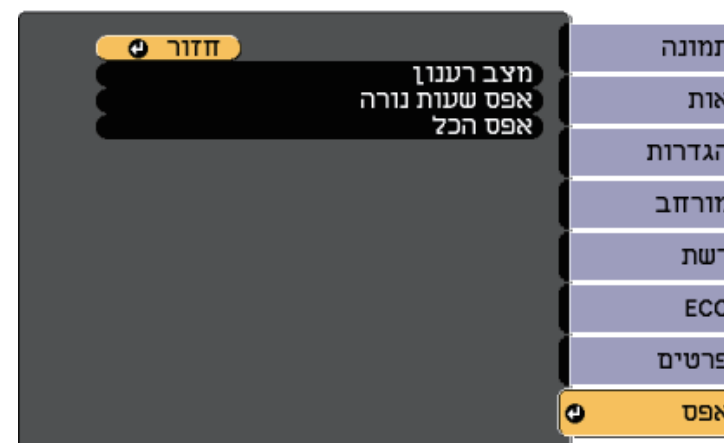 תמונה
אות
הגדרות
מורחב
רשת
ECO
פרטים
אפס
חזור
מצב רענון
אפס שעות נורה
אפס הכל